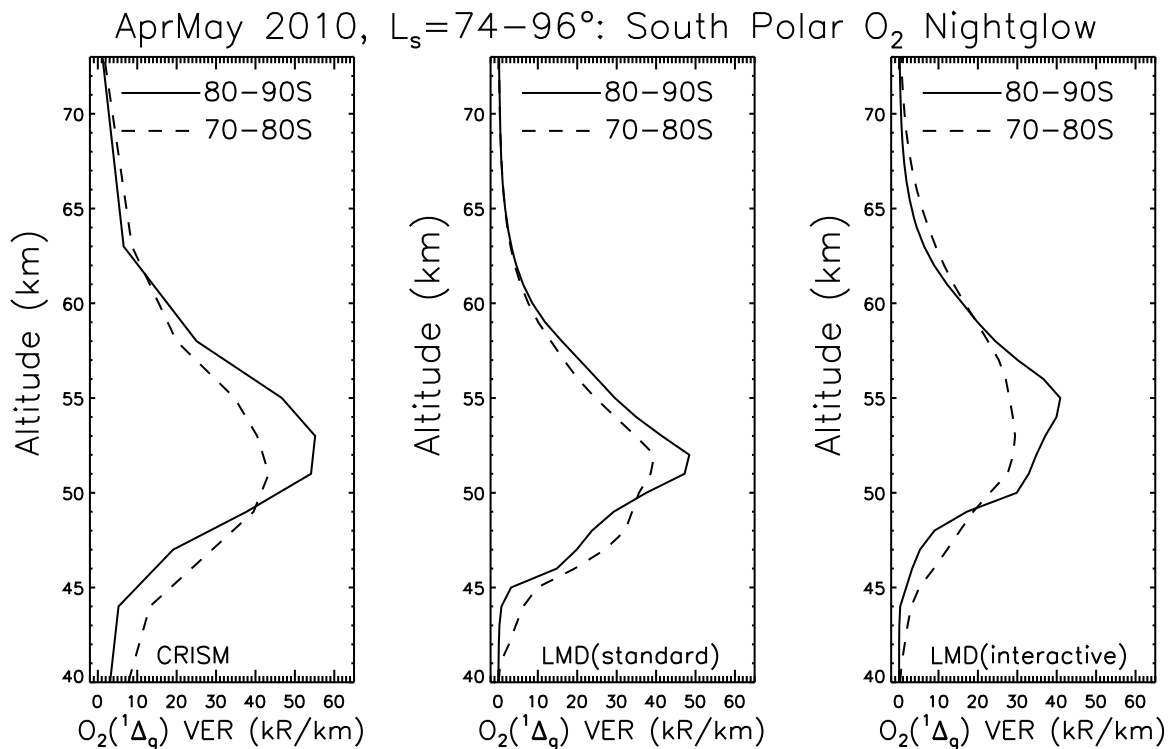 AprMay 2010, Lₛ=74−96°: South Polar O₂ Nightglow
80−90S
70−80S
70
65
60
55
50
45
40
Altitude (km)
CRISM
0 10 20 30 40 50 60
O₂(¹Δg) VER (kR/km)
80−90S
70−80S
70
65
60
55
50
45
40
Altitude (km)
LMD(standard)
0 10 20 30 40 50 60
O₂(¹Δg) VER (kR/km)
80−90S
70−80S
70
65
60
55
50
45
40
Altitude (km)
LMD(interactive)
0 10 20 30 40 50 60
O₂(¹Δg) VER (kR/km)